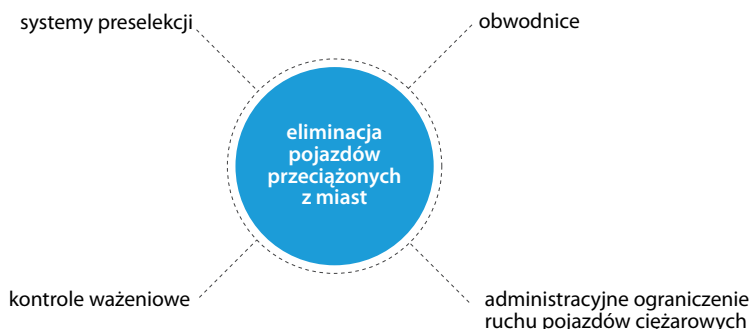 systemy preselekcji
obwodnice
eliminacja
pojazdów
przeciążonych
z miast
kontrole ważeniowe
administracyjne ograniczenie
ruchu pojazdów ciężarowych